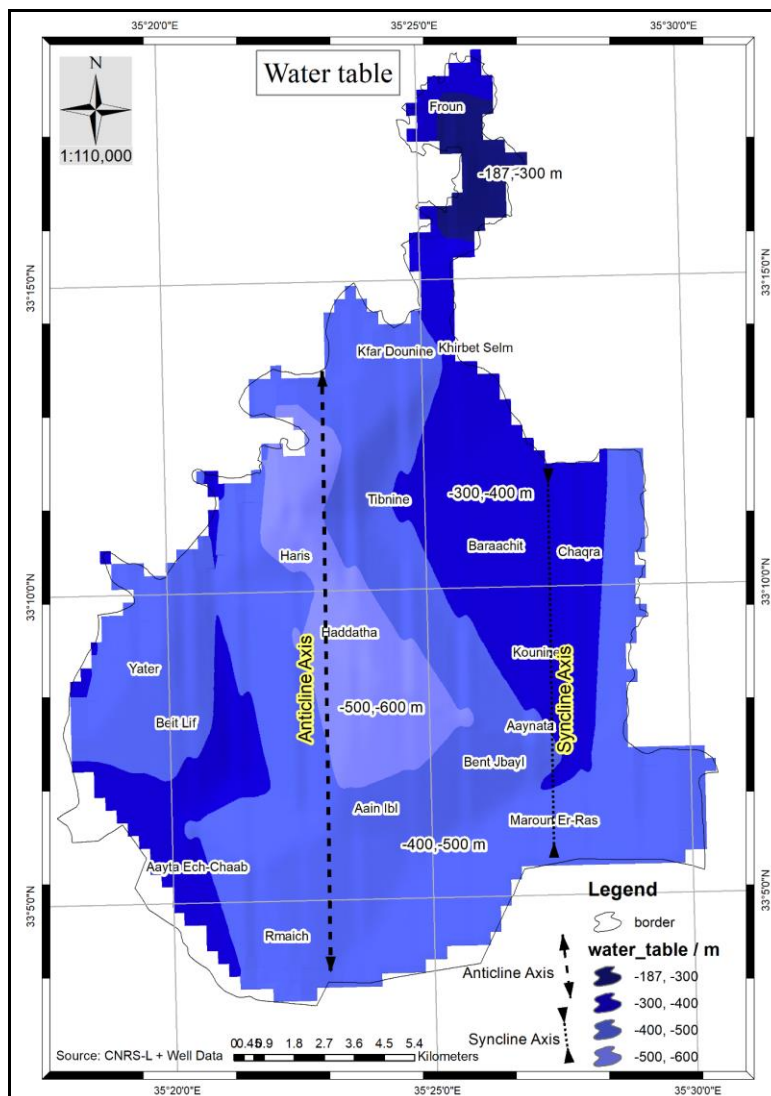 35°20'0"E 35°25'0"E 35°30'0"E
Water table
N
1:110,000
Froun
-187,-300 m
33°15'0"N 33°15'0"N
Kfar Dounine Khirbet Selm
Tibnine -300,-400 m
Baraachit Chaqra
Haris
33°10'0"N 33°10'0"N
Haddatha
Kounine
Yater
Anticline Axis Syncline Axis
-500,-600 m
Beit Lif Aaynata
Bent Jbayl
Aain Ibl Maroun Er-Ras
-400,-500 m
Aayta Ech-Chaab
33°5'0"N 33°5'0"N
Rmaich
Legend
border
water_table / m
Anticline Axis
-187, -300
-300, -400
Syncline Axis
-400, -500
-500, -600
Source: CNRS-L + Well Data
0 0.45 0.9 1.8 2.7 3.6 4.5 5.4
Kilometers
35°20'0"E 35°25'0"E 35°30'0"E